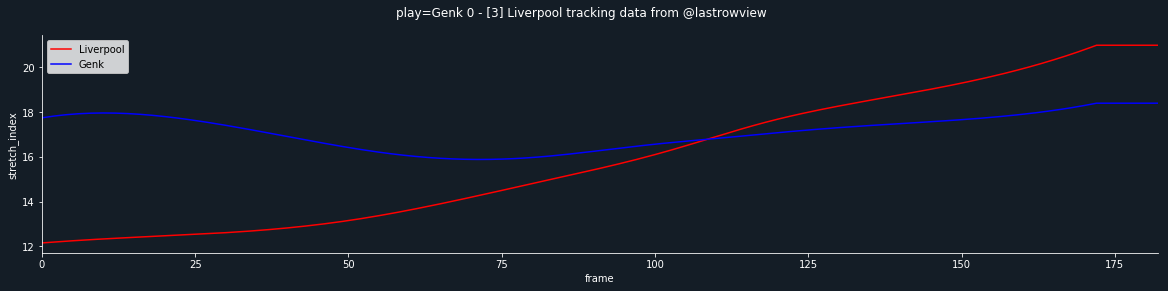 play=Genk 0 - [3] Liverpool tracking data from @lastrowview
Liverpool
Genk
stretch_index
20
18
16
14
12
0 25 50 75 100 125 150 175
frame